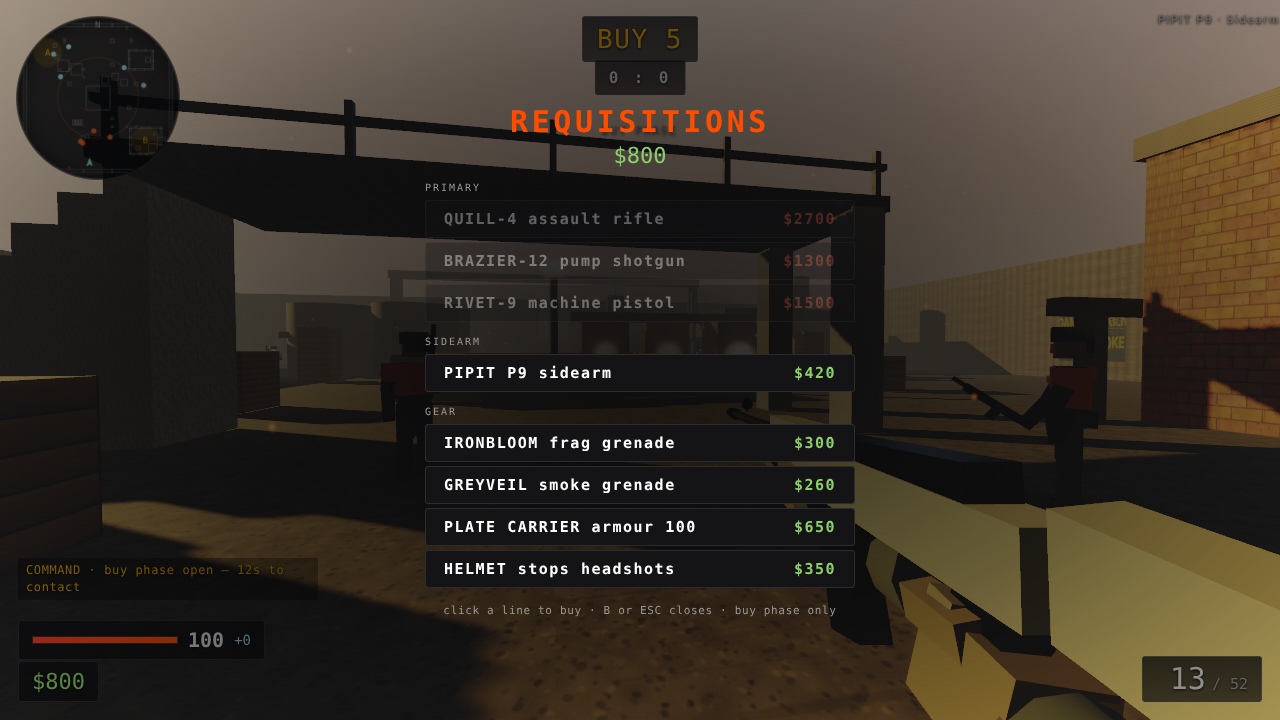 N
A
B
BUY 5
0 : 0
PIPIT P9 · Sidearm
REQUISITIONS
$800
PRIMARY
QUILL-4 assault rifle $2700
BRAZIER-12 pump shotgun $1300
RIVET-9 machine pistol $1500
SIDEARM
PIPIT P9 sidearm $420
GEAR
IRONBLOOM frag grenade $300
GREYVEIL smoke grenade $260
PLATE CARRIER armour 100 $650
HELMET stops headshots $350
click a line to buy · B or ESC closes · buy phase only
COMMAND · buy phase open — 12s to
contact
100 +0
$800
13 / 52